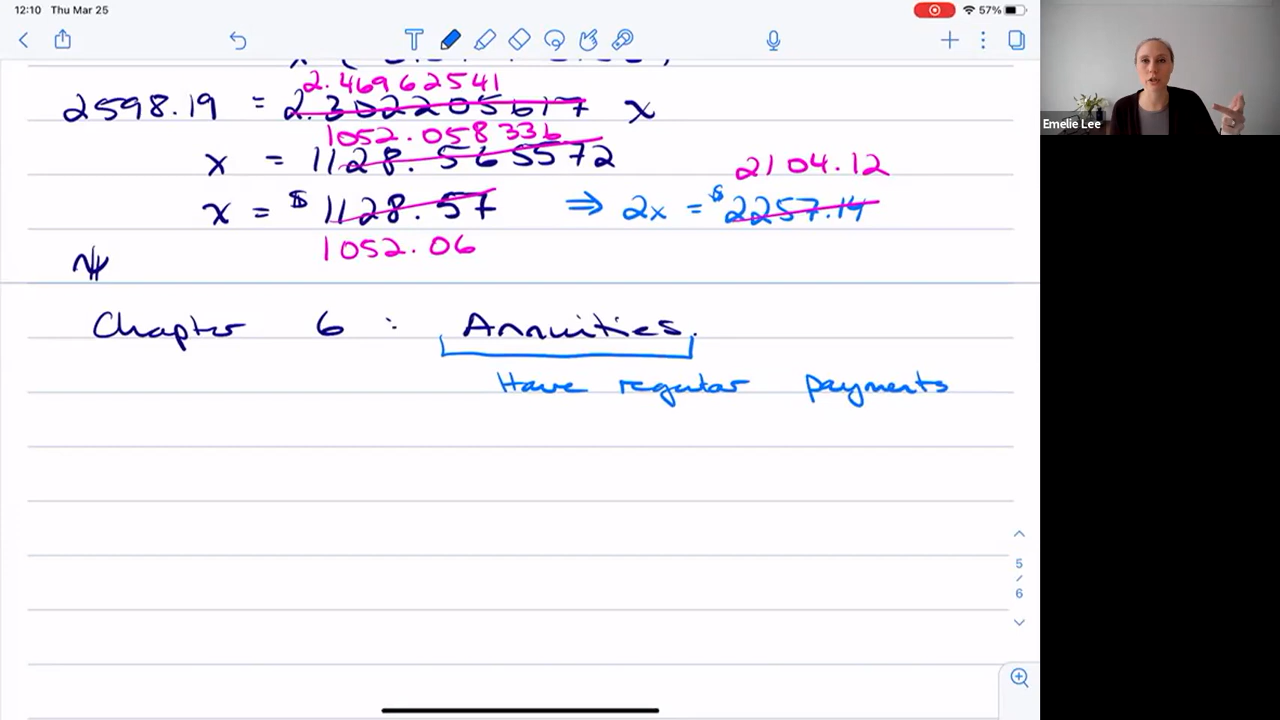 12:10 Thu Mar 25
57%
2.46962541
2598.19 = 2.3022205617 x
1052.058336
x = 1128.565572
2104.12
x = $ 1128.57 ⇒ 2x = $2257.14
1052.06
Chapter 6 : Annuities.
Have regular payments
Emelie Lee
5
/
6